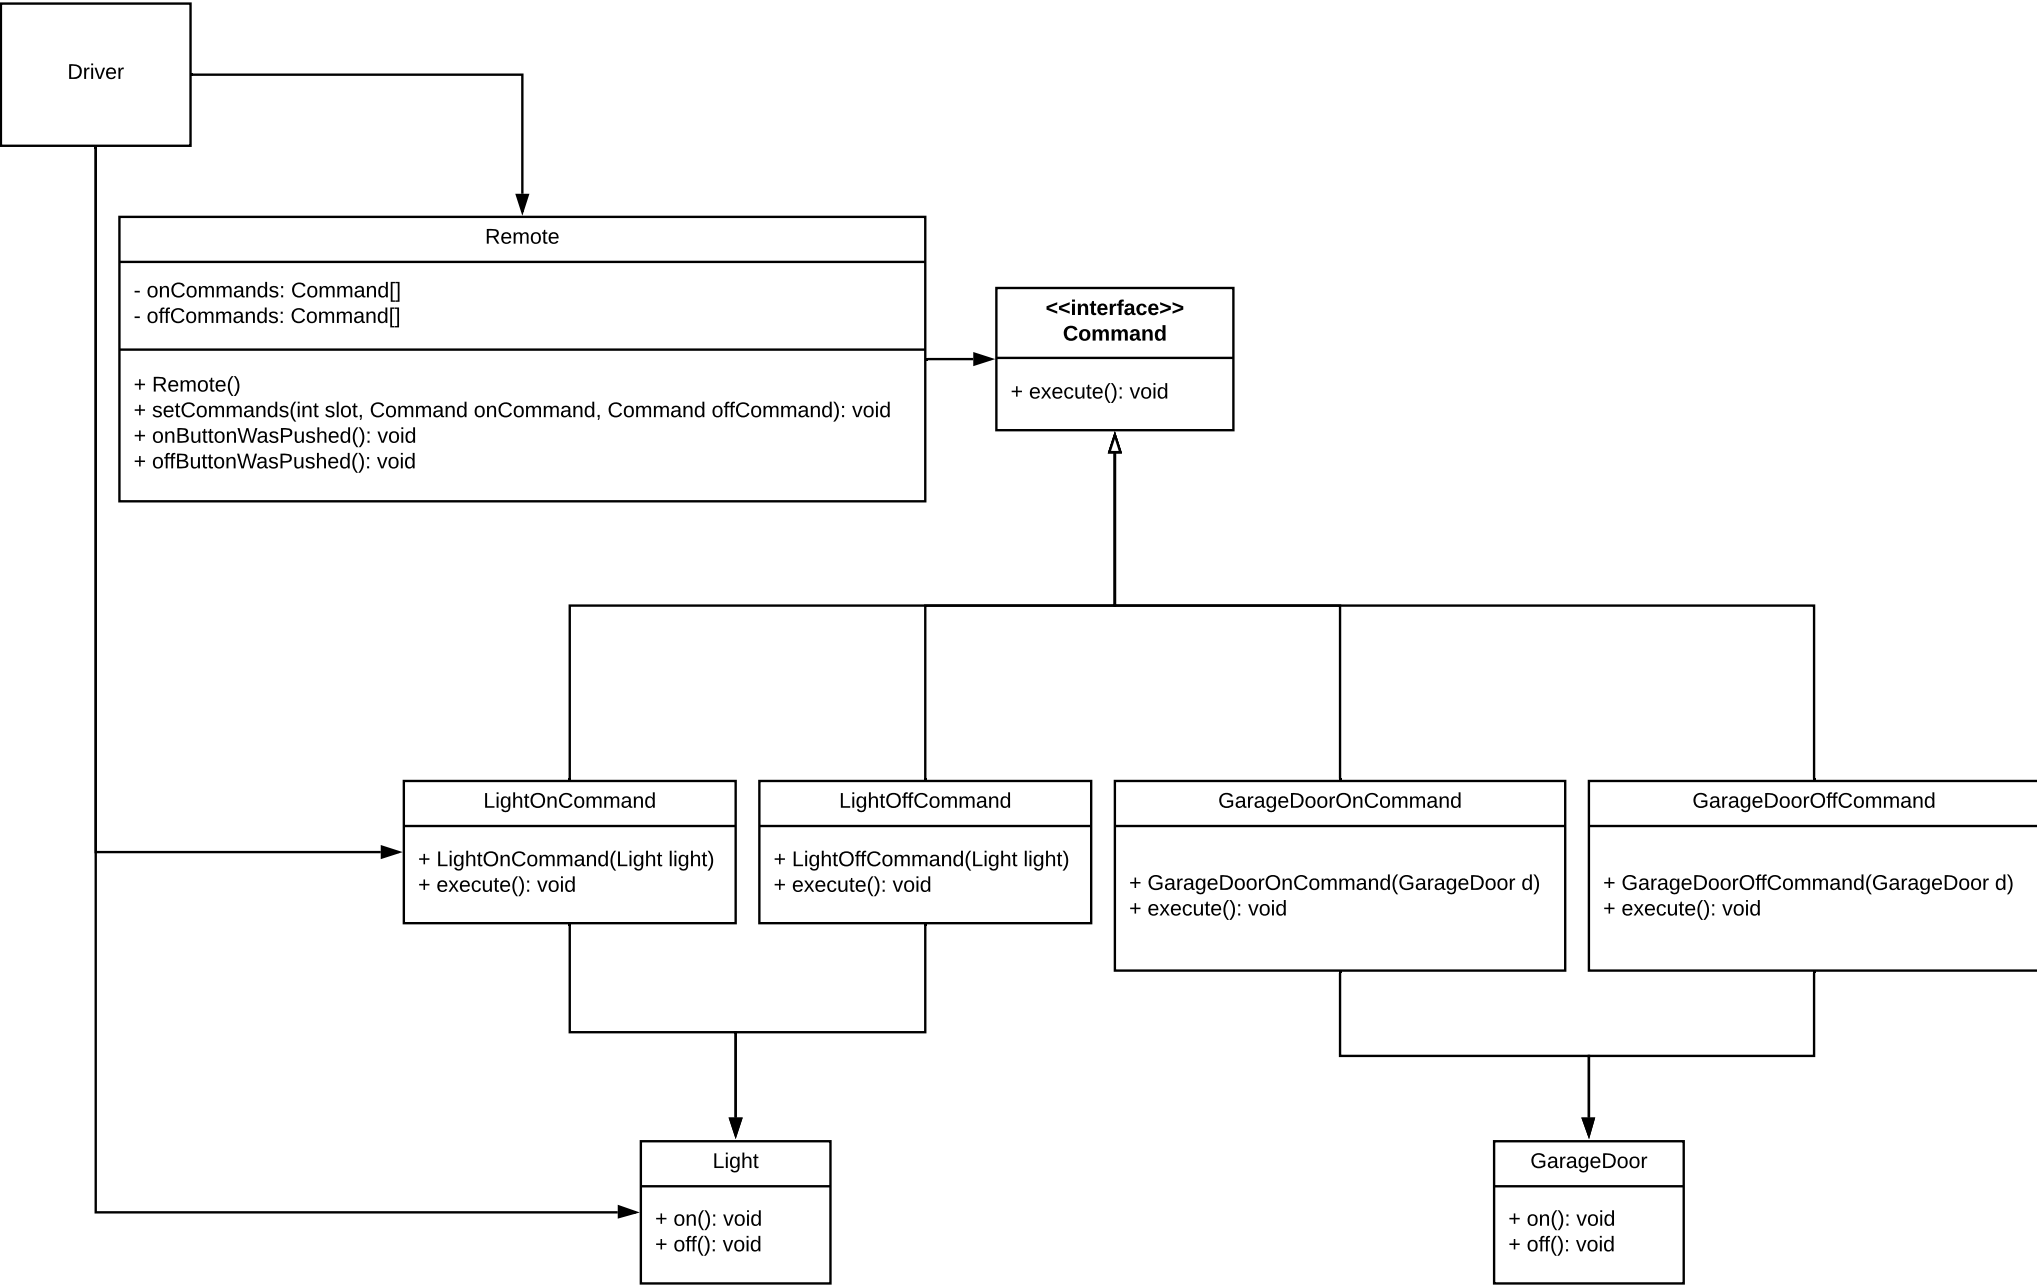 Driver
Remote
- onCommands: Command[]
- offCommands: Command[]
+ Remote()
+ setCommands(int slot, Command onCommand, Command offCommand): void
+ onButtonWasPushed(): void
+ offButtonWasPushed(): void
<<interface>>
Command
+ execute(): void
LightOnCommand
+ LightOnCommand(Light light)
+ execute(): void
LightOffCommand
+ LightOffCommand(Light light)
+ execute(): void
GarageDoorOnCommand
+ GarageDoorOnCommand(GarageDoor d)
+ execute(): void
GarageDoorOffCommand
+ GarageDoorOffCommand(GarageDoor d)
+ execute(): void
Light
+ on(): void
+ off(): void
GarageDoor
+ on(): void
+ off(): void